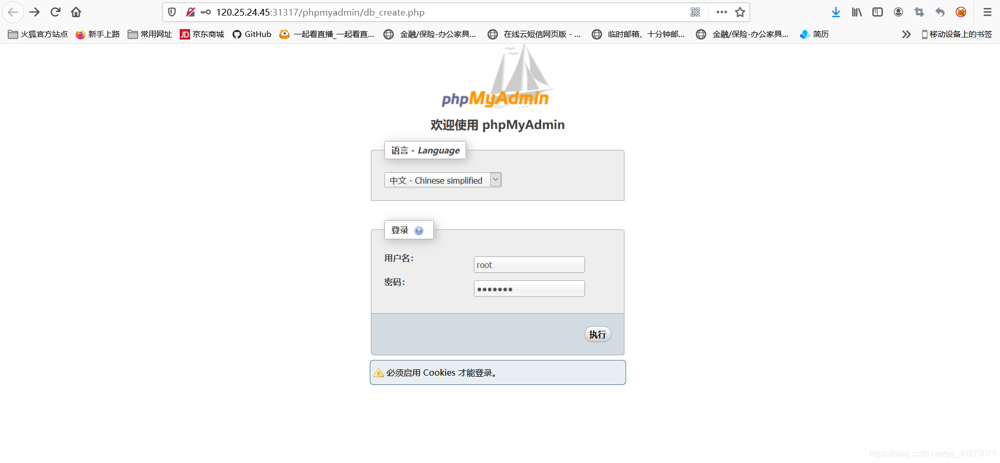 120.25.24.45:31317/phpmyadmin/db_create.php
火狐官方站点 新手上路 常用网址 JD 京东商城 GitHub 一起看直播_一起看直... 金融/保险-办公家具... 在线云短信网页版 - ... 临时邮箱、十分钟邮... 金融/保险-办公家具... 简历 移动设备上的书签
phpMyAdmin
欢迎使用 phpMyAdmin
语言 - Language
中文 - Chinese simplified
登录
用户名：
root
密码：
执行
必须启用 Cookies 才能登录。
https://blog.csdn.net/qq_40270071